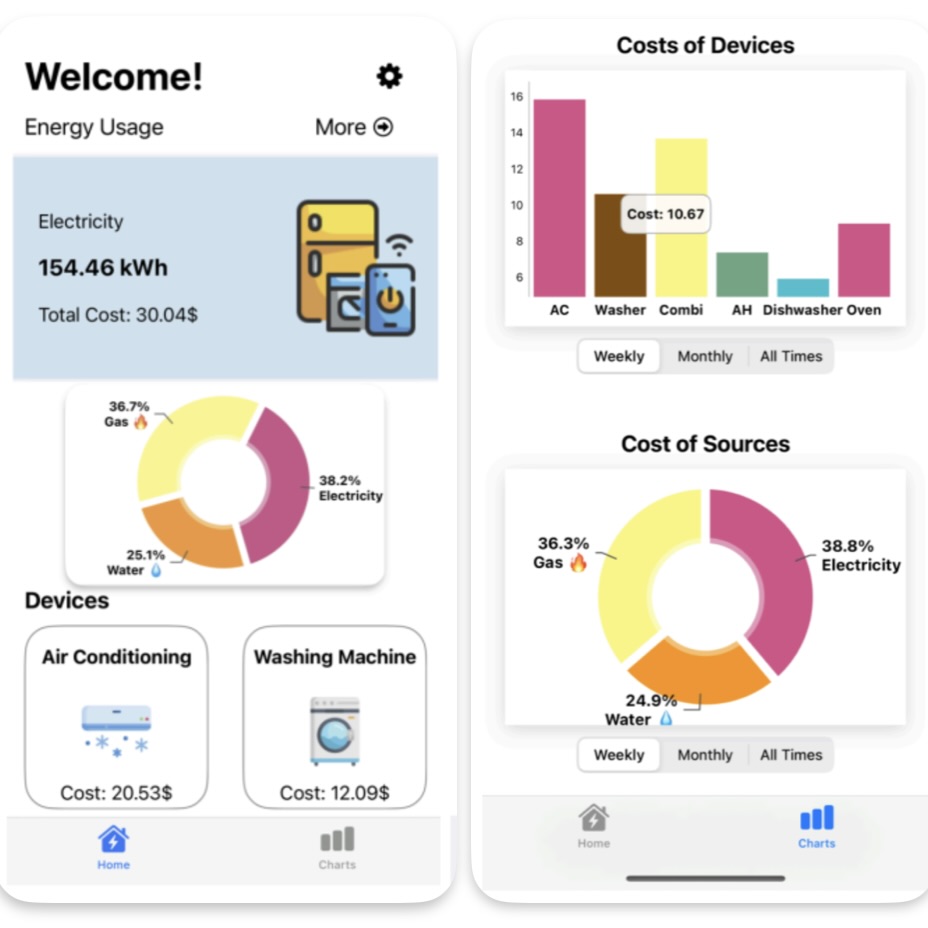 Welcome!
Energy Usage
More
Electricity
154.46 kWh
Total Cost: 30.04$
36.7%
Gas 🔥
38.2%
Electricity
25.1%
Water 💧
Devices
Air Conditioning
Cost: 20.53$
Washing Machine
Cost: 12.09$
Home
Charts
Costs of Devices
16
14
12
10
8
6
Cost: 10.67
AC Washer Combi AH Dishwasher Oven
Weekly Monthly All Times
Cost of Sources
36.3%
Gas 🔥
38.8%
Electricity
24.9%
Water 💧
Weekly Monthly All Times
Home
Charts